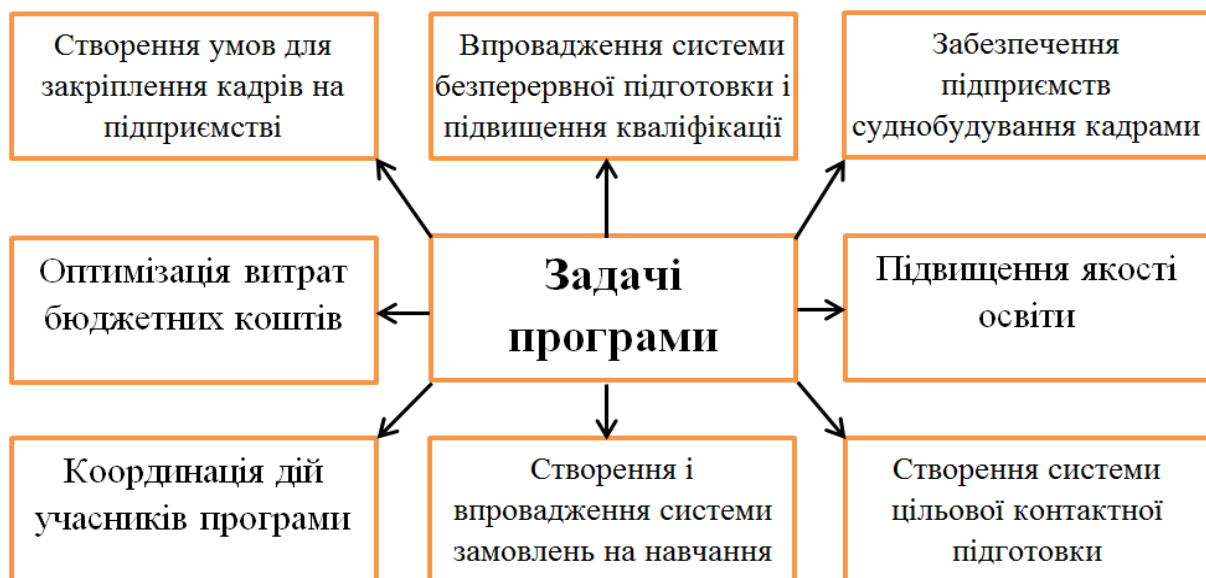 Створення умов для
закріплення кадрів на
підприємстві
Впровадження системи
безперервної підготовки і
підвищення кваліфікації
Забезпечення
підприємств
суднобудування кадрами
Оптимізація витрат
бюджетних коштів
Задачі
програми
Підвищення якості
освіти
Координація дій
учасників програми
Створення і
впровадження системи
замовлень на навчання
Створення системи
цільової контактної
підготовки